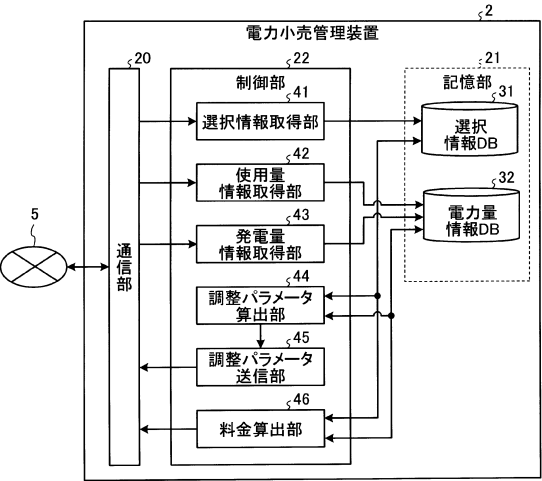 2
電力小売管理装置
20
22
21
制御部
記憶部
41
選択情報取得部
31
選択
情報DB
42
使用量
情報取得部
32
電力量
情報DB
5
通信部
43
発電量
情報取得部
44
調整パラメータ
算出部
45
調整パラメータ
送信部
46
料金算出部